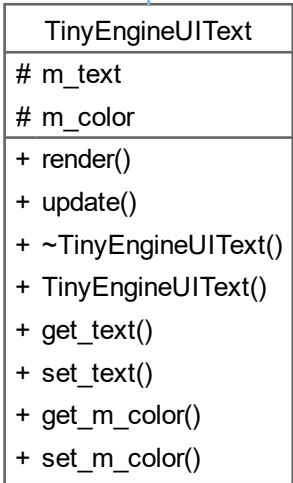 TinyEngineUIText
# m_text
# m_color
+ render()
+ update()
+ ~TinyEngineUIText()
+ TinyEngineUIText()
+ get_text()
+ set_text()
+ get_m_color()
+ set_m_color()